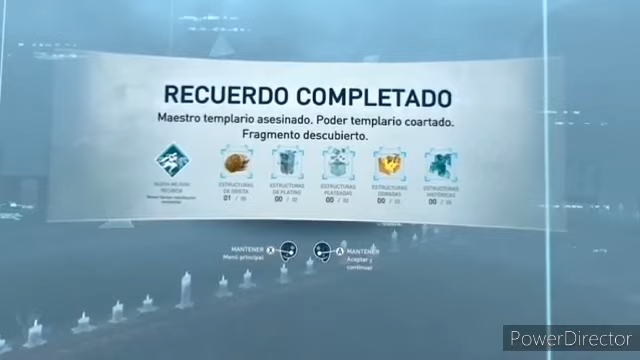 RECUERDO COMPLETADO
Maestro templario asesinado. Poder templario coartado.
Fragmento descubierto.
ESTRUCTURAS
ESTRUCTURAS
ESTRUCTURAS
ESTRUCTURAS
ESTRUCTURAS
DE GRIETA
DE PLATINO
PLATEADAS
DORADAS
HISTÓRICAS
01
00
00
00
00
MANTENER X
Menú principal
A MANTENER
Aceptar y
continuar
PowerDirector